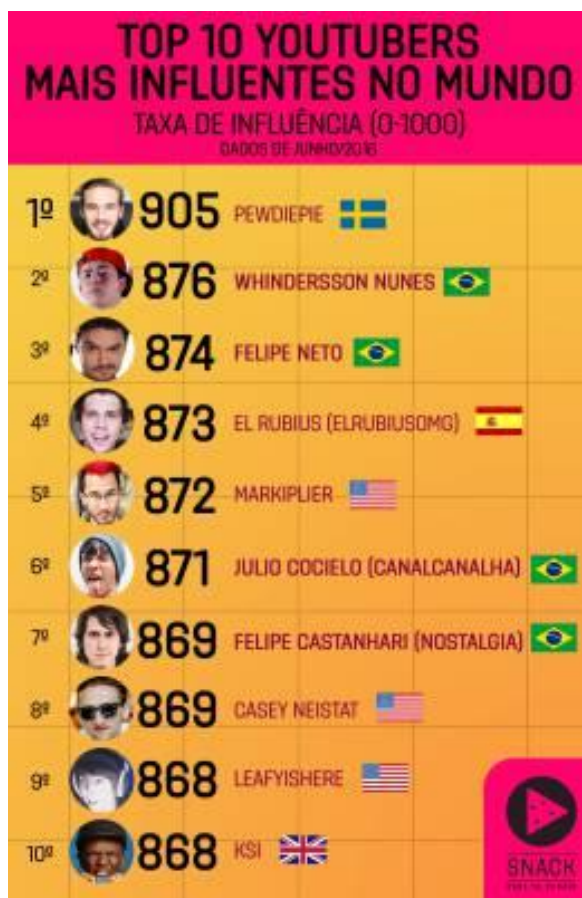 TOP 10 YOUTUBERS
MAIS INFLUENTES NO MUNDO
TAXA DE INFLUÊNCIA (0-1000)
DADOS DE JUNHO/2016
1º 905 PEWDIEPIE
2º 876 WHINDERSSON NUNES
3º 874 FELIPE NETO
4º 873 EL RUBIUS (ELRUBIUSOMG)
5º 872 MARKIPLIER
6º 871 JULIO COCIELO (CANALCANALHA)
7º 869 FELIPE CASTANHARI (NOSTALGIA)
8º 869 CASEY NEISTAT
9º 868 LEAFYISHERE
10º 868 KSI
SNACK